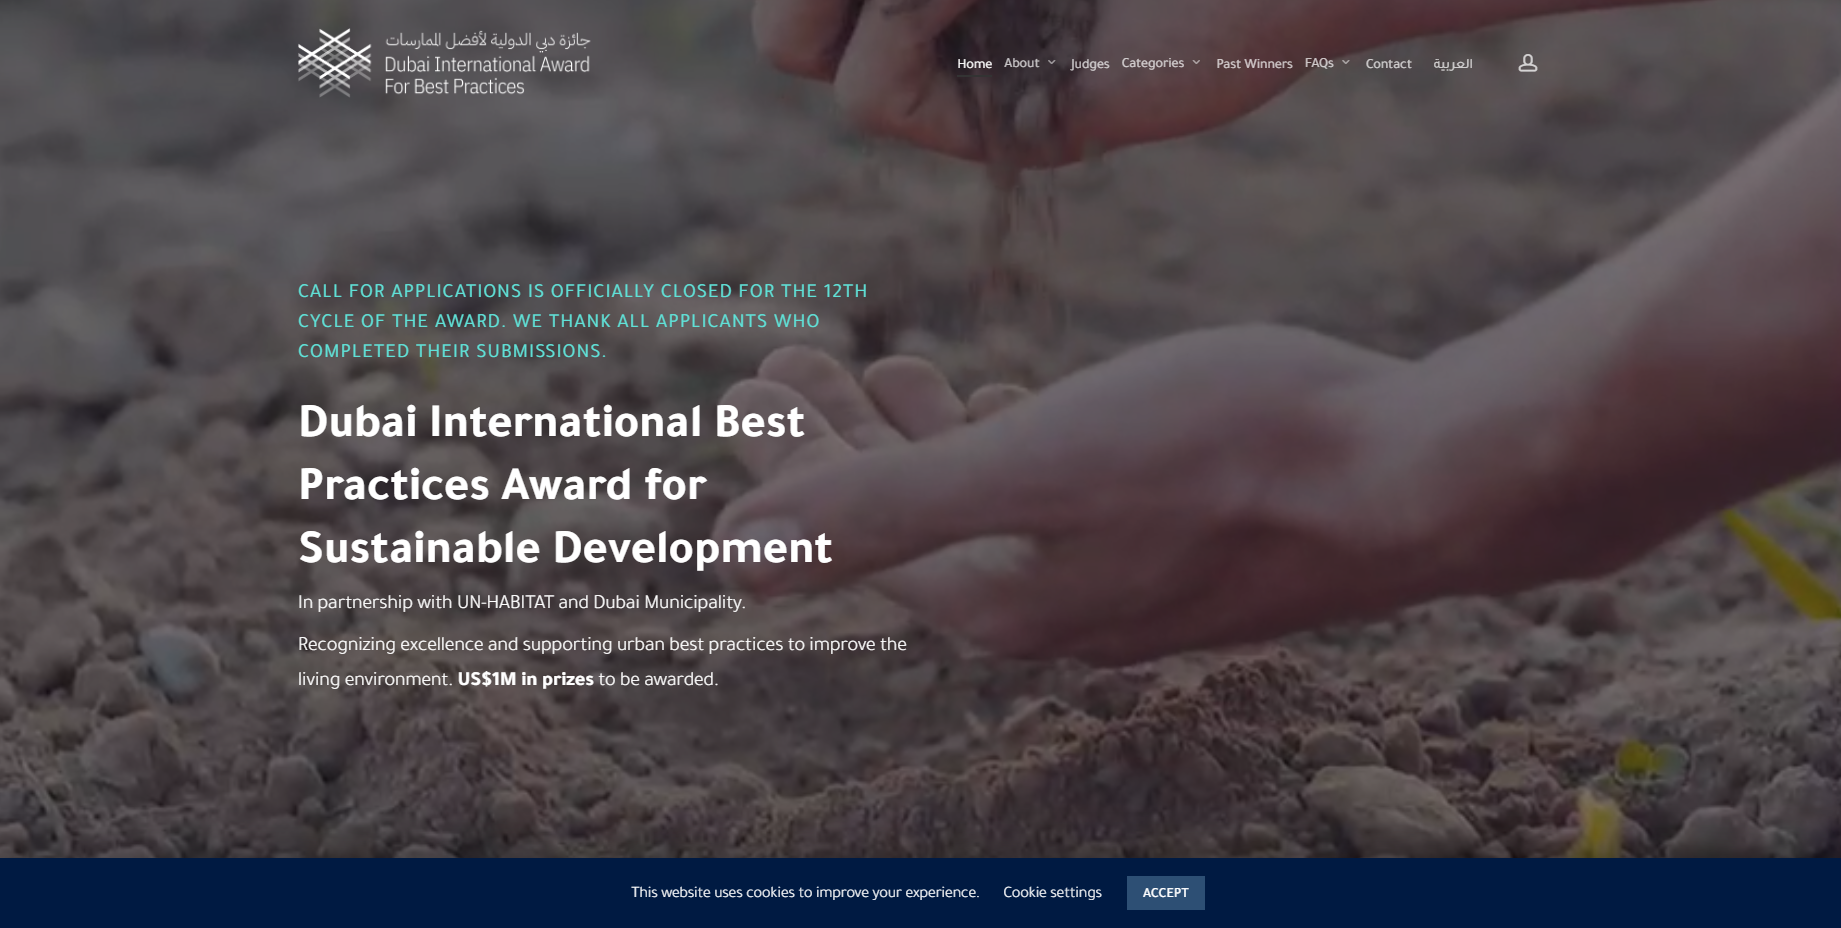 جائزة دبي الدولية لأفضل الممارسات
Dubai International Award
For Best Practices
Home About Judges Categories Past Winners FAQs Contact العربية
CALL FOR APPLICATIONS IS OFFICIALLY CLOSED FOR THE 12TH
CYCLE OF THE AWARD. WE THANK ALL APPLICANTS WHO
COMPLETED THEIR SUBMISSIONS.
Dubai International Best
Practices Award for
Sustainable Development
In partnership with UN-HABITAT and Dubai Municipality.
Recognizing excellence and supporting urban best practices to improve the
living environment. US$1M in prizes to be awarded.
This website uses cookies to improve your experience. Cookie settings ACCEPT